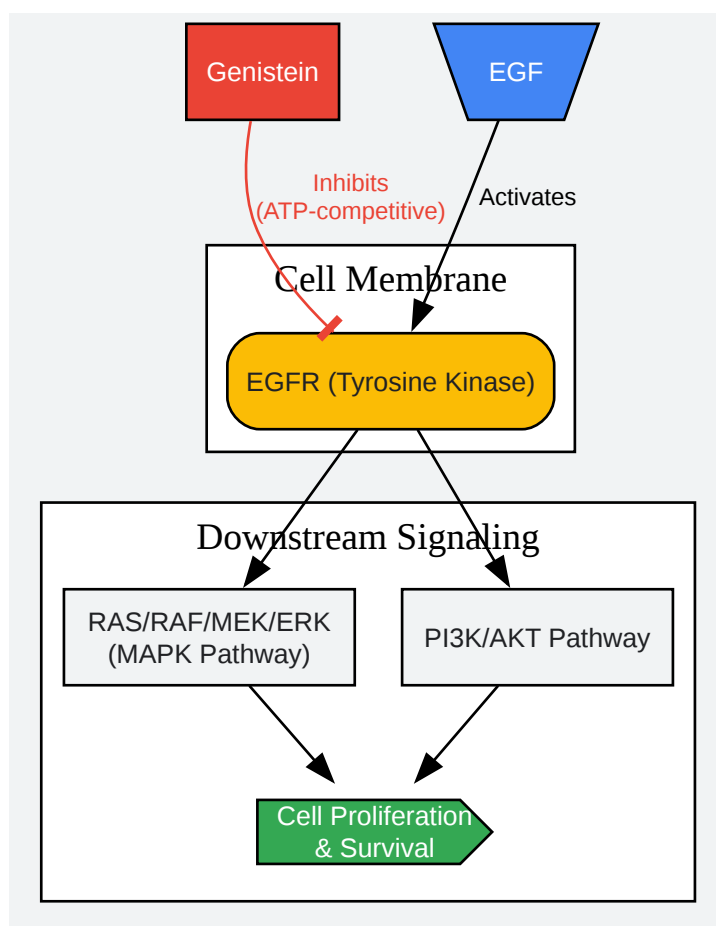 Genistein
EGF
Inhibits
(ATP-competitive)
Activates
Cell Membrane
EGFR (Tyrosine Kinase)
Downstream Signaling
RAS/RAF/MEK/ERK
(MAPK Pathway)
PI3K/AKT Pathway
Cell Proliferation
& Survival